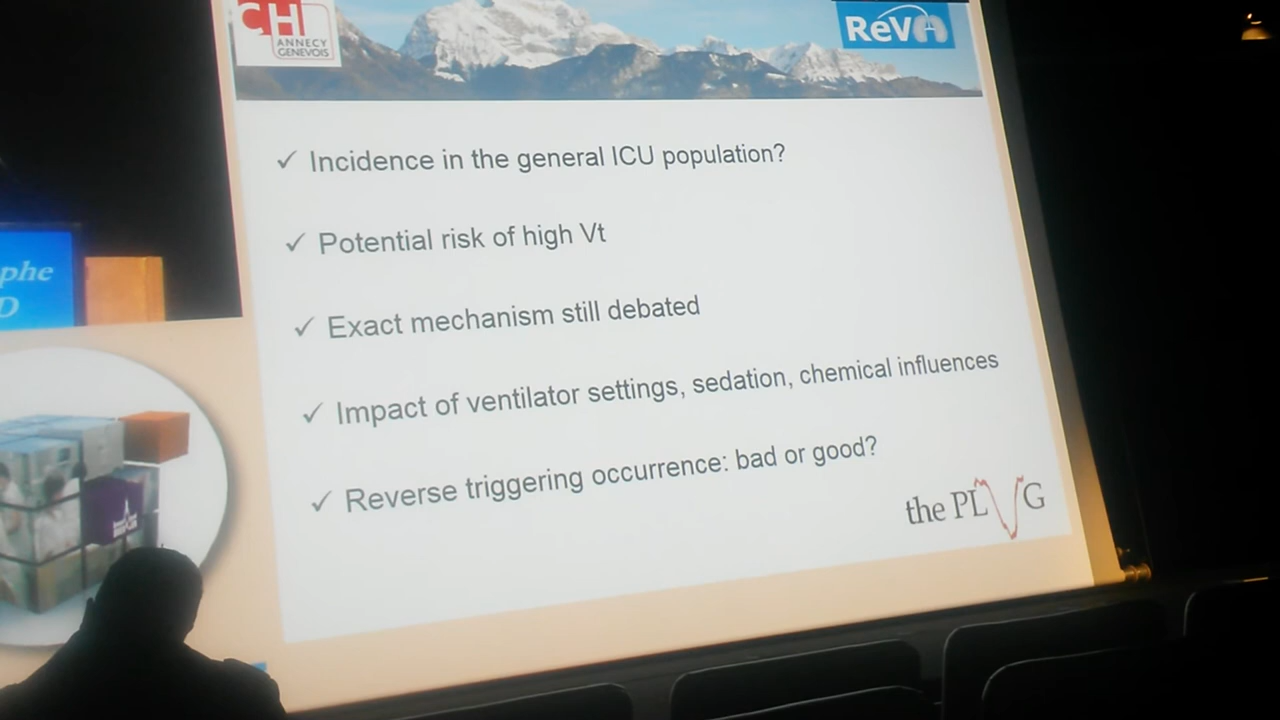 CH
ANNECY
GENEVOIS
ReVA
✓ Incidence in the general ICU population?
✓ Potential risk of high Vt
✓ Exact mechanism still debated
✓ Impact of ventilator settings, sedation, chemical influences
✓ Reverse triggering occurrence: bad or good?
the PLVG
phe
D